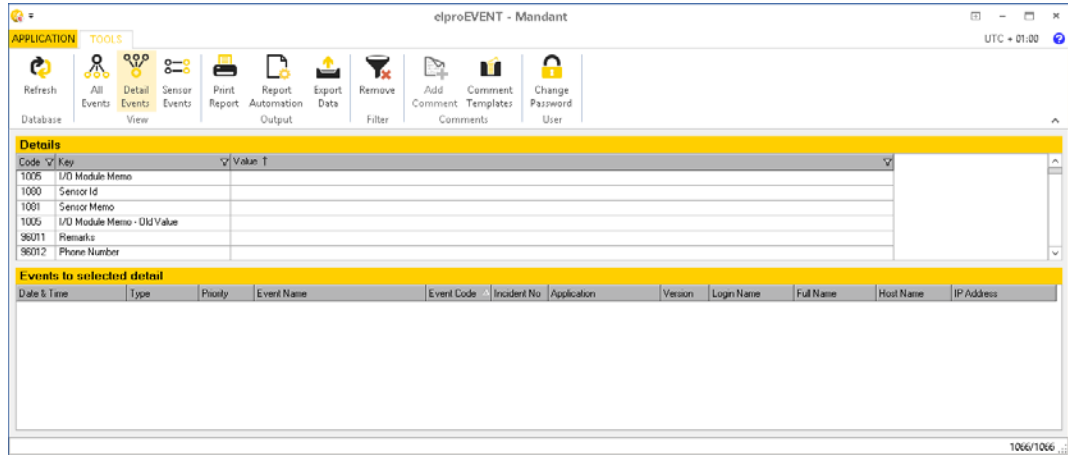 elproEVENT - Mandant
APPLICATION TOOLS UTC + 01:00
Refresh All Events Detail Events Sensor Events Print Report Report Automation Export Data Remove Add Comment Comment Templates Change Password
Database View Output Filter Comments User
Details
Code Key Value
1005 I/O Module Memo
1080 Sensor Id
1081 Sensor Memo
1005 I/O Module Memo - Old Value
96011 Remarks
96012 Phone Number
Events to selected detail
Date & Time Type Priority Event Name Event Code Incident No Application Version Login Name Full Name Host Name IP Address
1066/1066